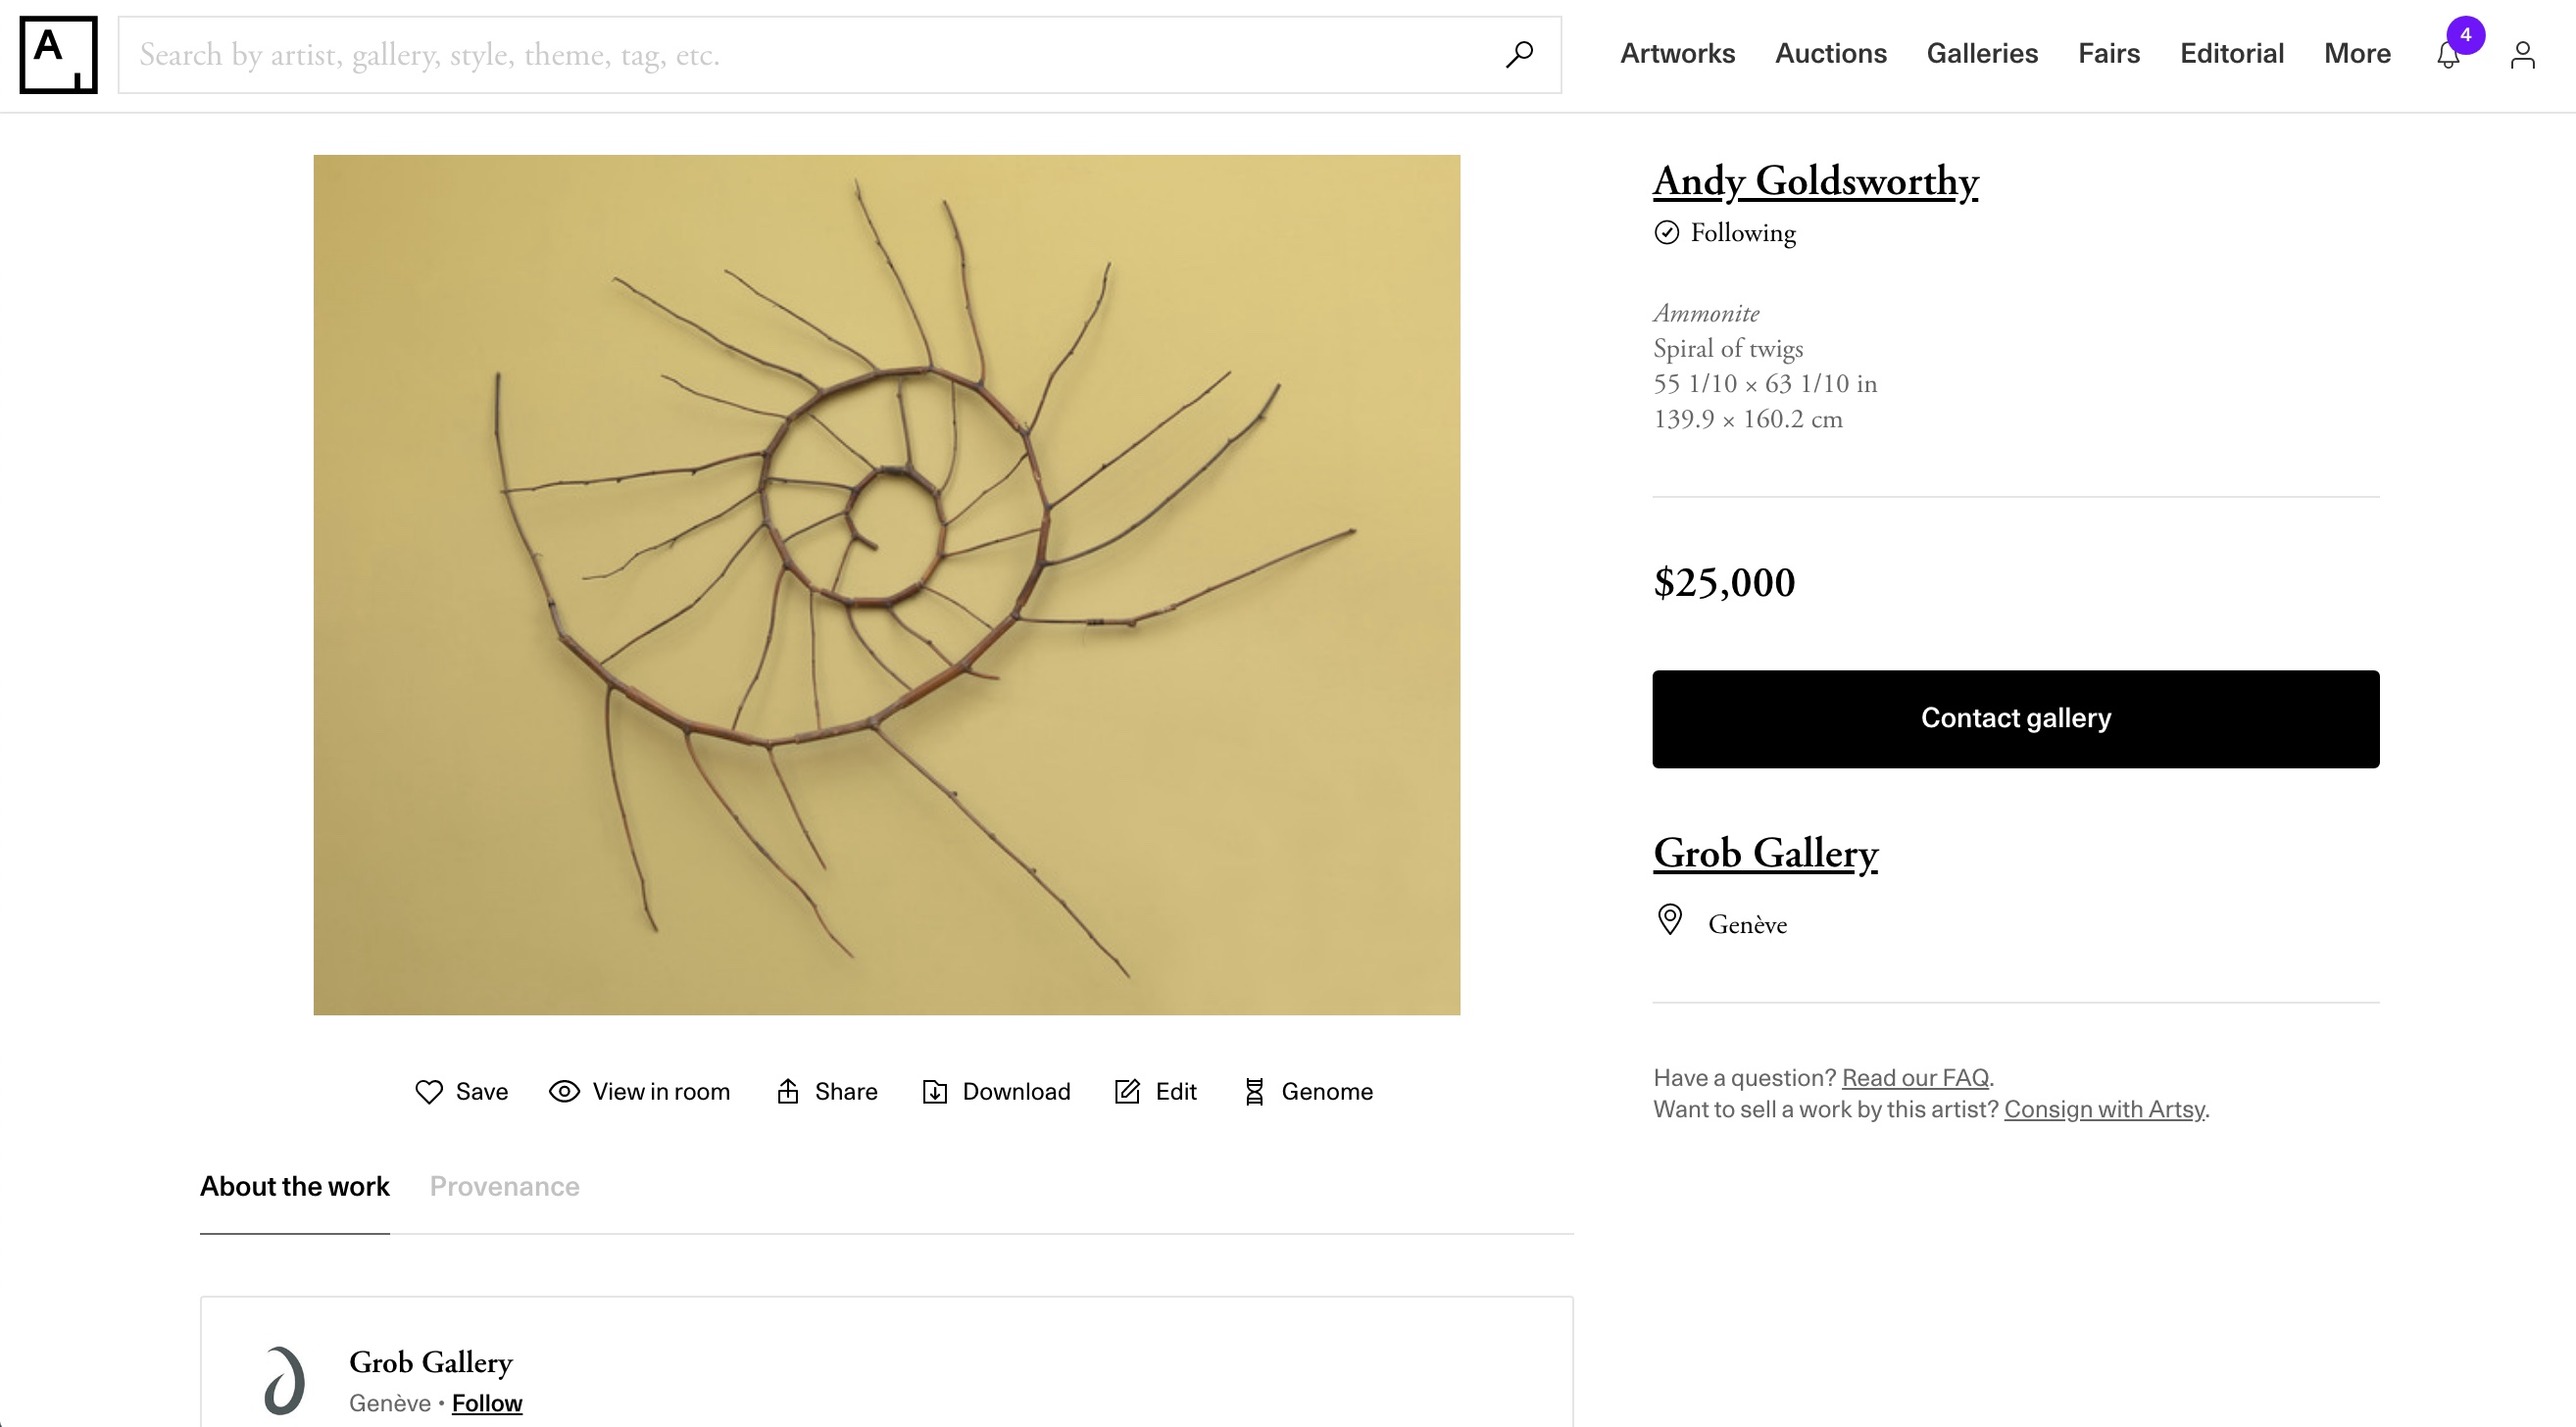 A
Search by artist, gallery, style, theme, tag, etc.
Artworks Auctions Galleries Fairs Editorial More 4
Andy Goldsworthy
Following
Ammonite
Spiral of twigs
55 1/10 × 63 1/10 in
139.9 × 160.2 cm
$25,000
Contact gallery
Grob Gallery
Genève
Have a question? Read our FAQ.
Want to sell a work by this artist? Consign with Artsy.
Save View in room Share Download Edit Genome
About the work Provenance
Grob Gallery
Genève • Follow